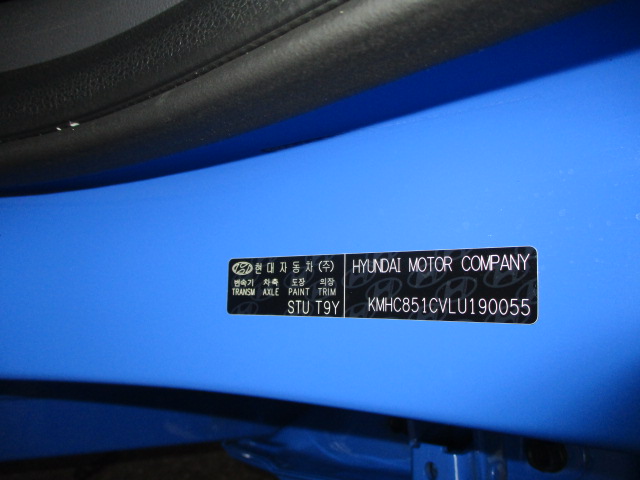 현대자동차(주)
변속기 차축 도장 의장
TRANSM AXLE PAINT TRIM
STU T9Y
HYUNDAI MOTOR COMPANY
KMHC851CVLU190055